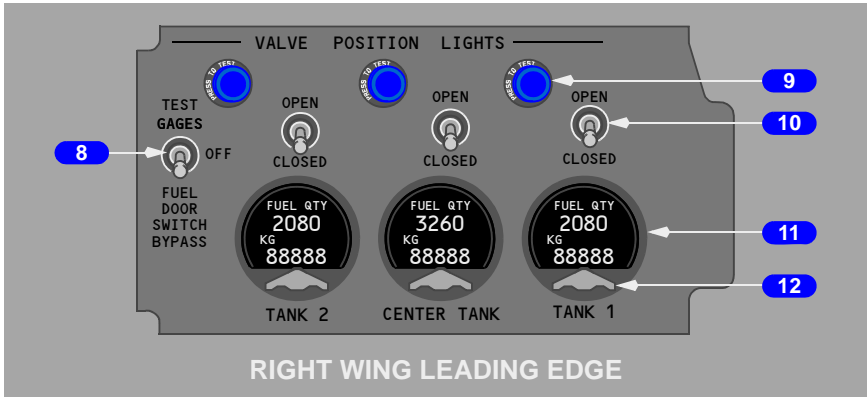 VALVE POSITION LIGHTS
PRESS TO TEST
PRESS TO TEST
PRESS TO TEST
9
TEST
GAGES
OFF
FUEL
DOOR
SWITCH
BYPASS
8
OPEN
CLOSED
OPEN
CLOSED
OPEN
CLOSED
10
FUEL QTY
2080
KG
88888
FUEL QTY
3260
KG
88888
FUEL QTY
2080
KG
88888
11
12
TANK 2
CENTER TANK
TANK 1
RIGHT WING LEADING EDGE